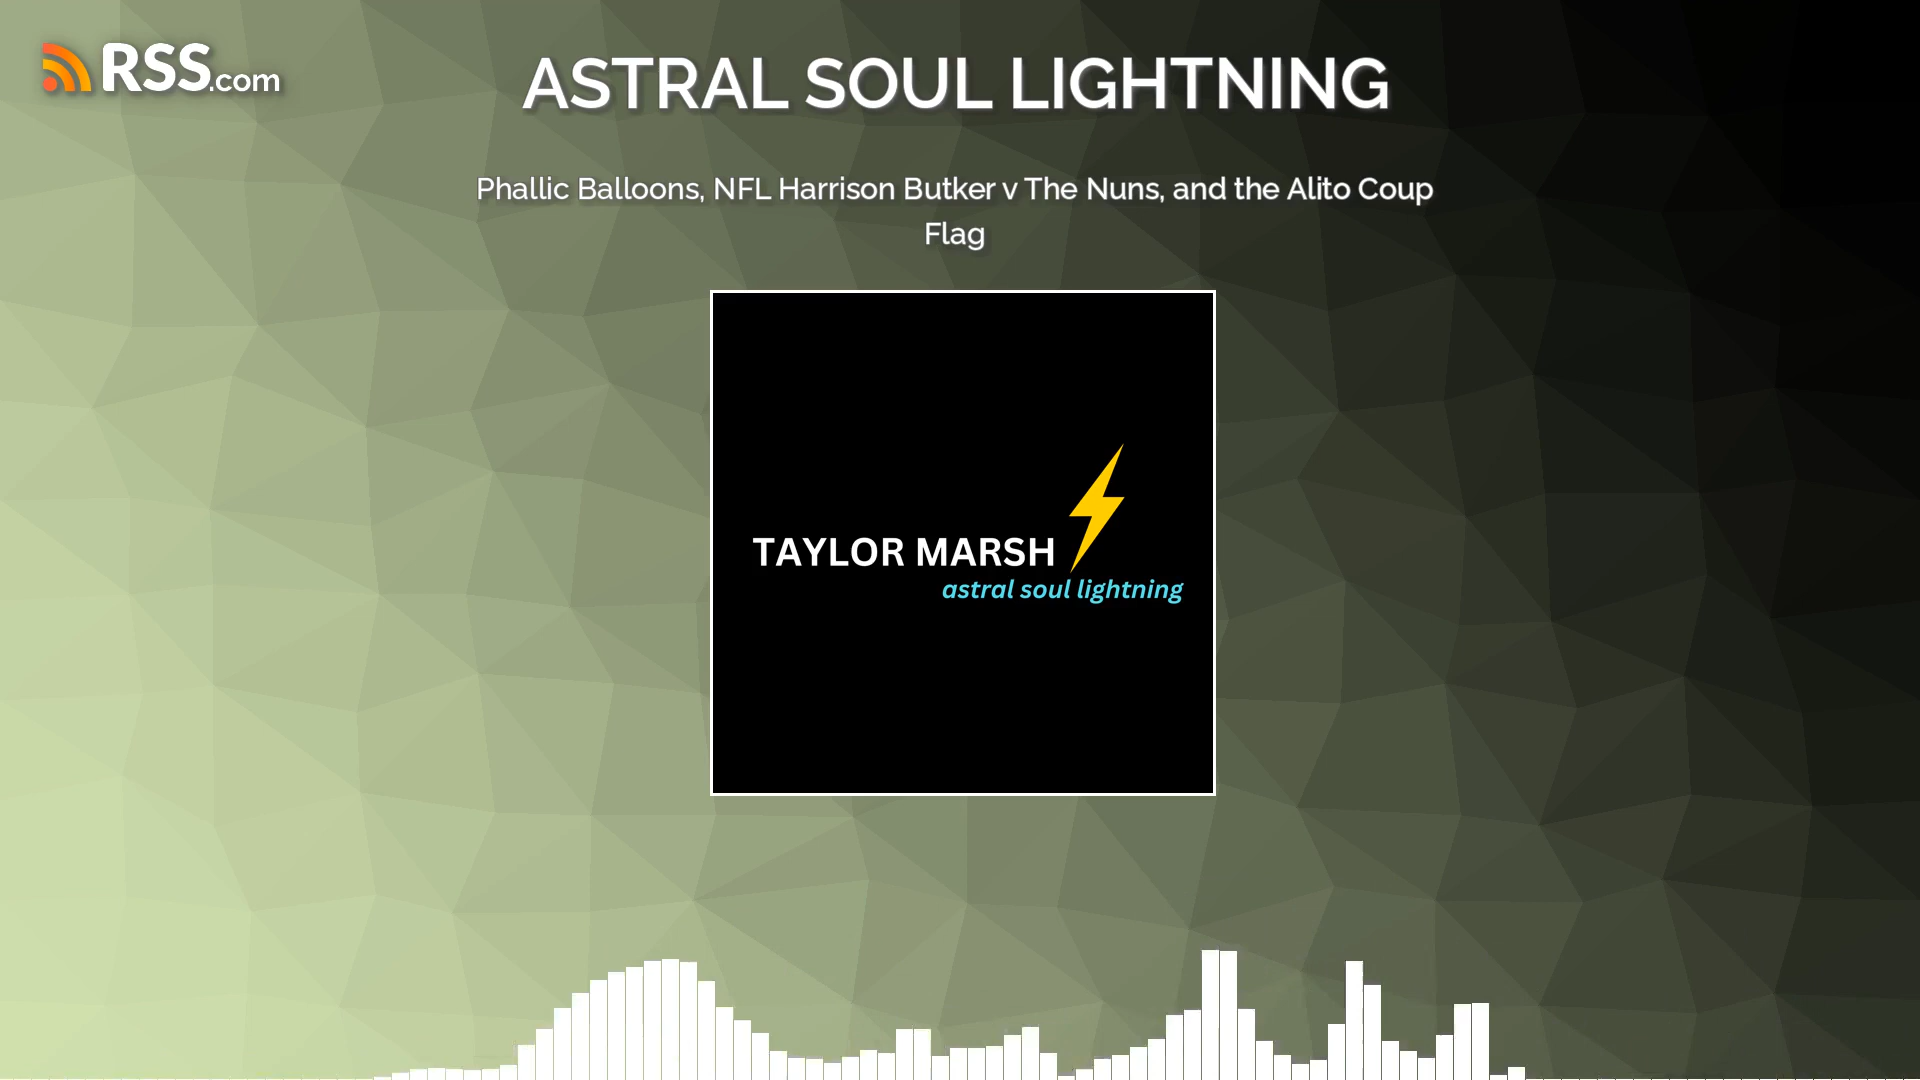 RSS.com
ASTRAL SOUL LIGHTNING
Phallic Balloons, NFL Harrison Butker v The Nuns, and the Alito Coup
Flag
TAYLOR MARSH
astral soul lightning